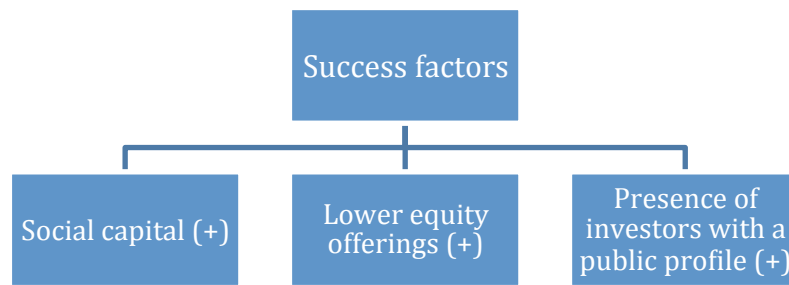 Success factors
Social capital (+)
Lower equity
offerings (+)
Presence of
investors with a
public profile (+)